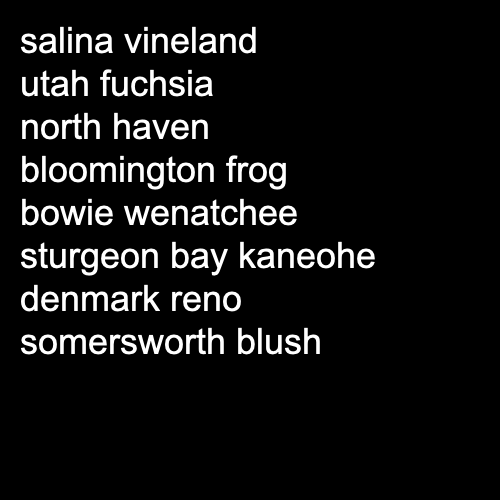 salina vineland
utah fuchsia
north haven
bloomington frog
bowie wenatchee
sturgeon bay kaneohe
denmark reno
somersworth blush